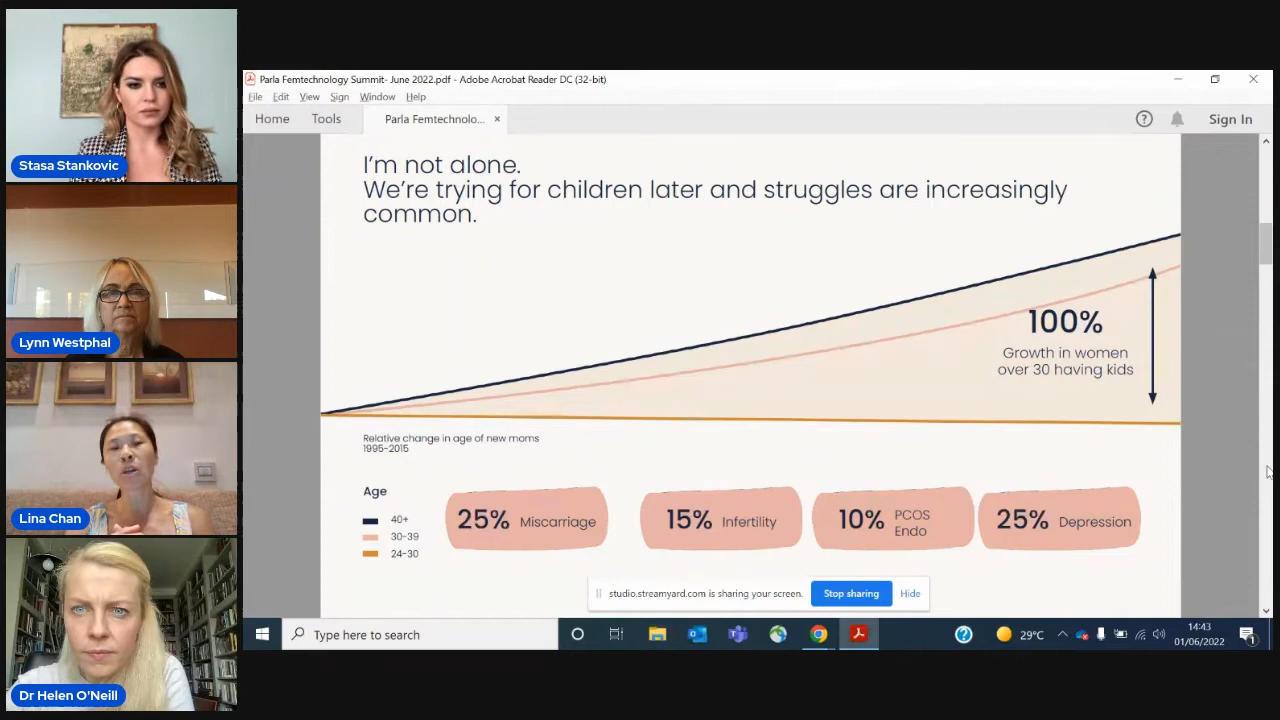 Stasa Stankovic
Lynn Westphal
Lina Chan
Dr Helen O'Neill
Parla Femtechnology Summit- June 2022.pdf - Adobe Acrobat Reader DC (32-bit)
File Edit View Sign Window Help
Home Tools Parla Femtechnolo... × Sign In
I'm not alone.
We're trying for children later and struggles are increasingly
common.
100%
Growth in women
over 30 having kids
Relative change in age of new moms
1995-2015
Age
40+
30-39
24-30
25% Miscarriage
15% Infertility
10% PCOS
Endo
25% Depression
studio.streamyard.com is sharing your screen. Stop sharing Hide
Type here to search
29°C
14:43
01/06/2022
1